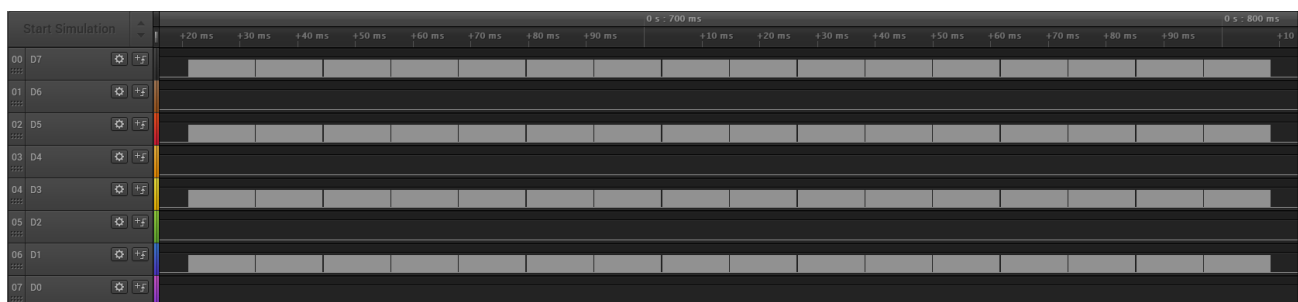 Start Simulation
0 s : 700 ms
0 s : 800 ms
+20 ms +30 ms +40 ms +50 ms +60 ms +70 ms +80 ms +90 ms +10 ms +20 ms +30 ms +40 ms +50 ms +60 ms +70 ms +80 ms +90 ms +10
00 D7
01 D6
02 D5
03 D4
04 D3
05 D2
06 D1
07 D0